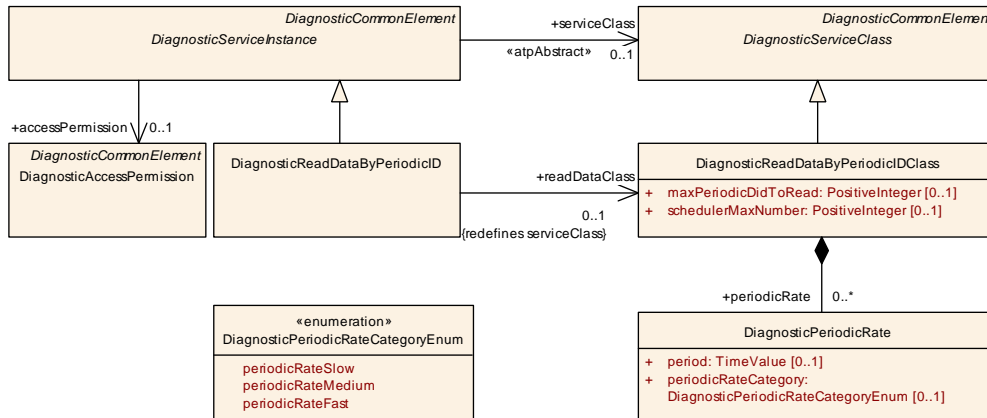 DiagnosticCommonElement
DiagnosticServiceInstance
+serviceClass
«atpAbstract»
0..1
DiagnosticCommonElement
DiagnosticServiceClass
+accessPermission
0..1
DiagnosticCommonElement
DiagnosticAccessPermission
DiagnosticReadDataByPeriodicID
+readDataClass
0..1
{redefines serviceClass}
DiagnosticReadDataByPeriodicIDClass
+ maxPeriodicDidToRead: PositiveInteger [0..1]
+ schedulerMaxNumber: PositiveInteger [0..1]
+periodicRate
0..*
«enumeration»
DiagnosticPeriodicRateCategoryEnum
periodicRateSlow
periodicRateMedium
periodicRateFast
DiagnosticPeriodicRate
+ period: TimeValue [0..1]
+ periodicRateCategory:
DiagnosticPeriodicRateCategoryEnum [0..1]